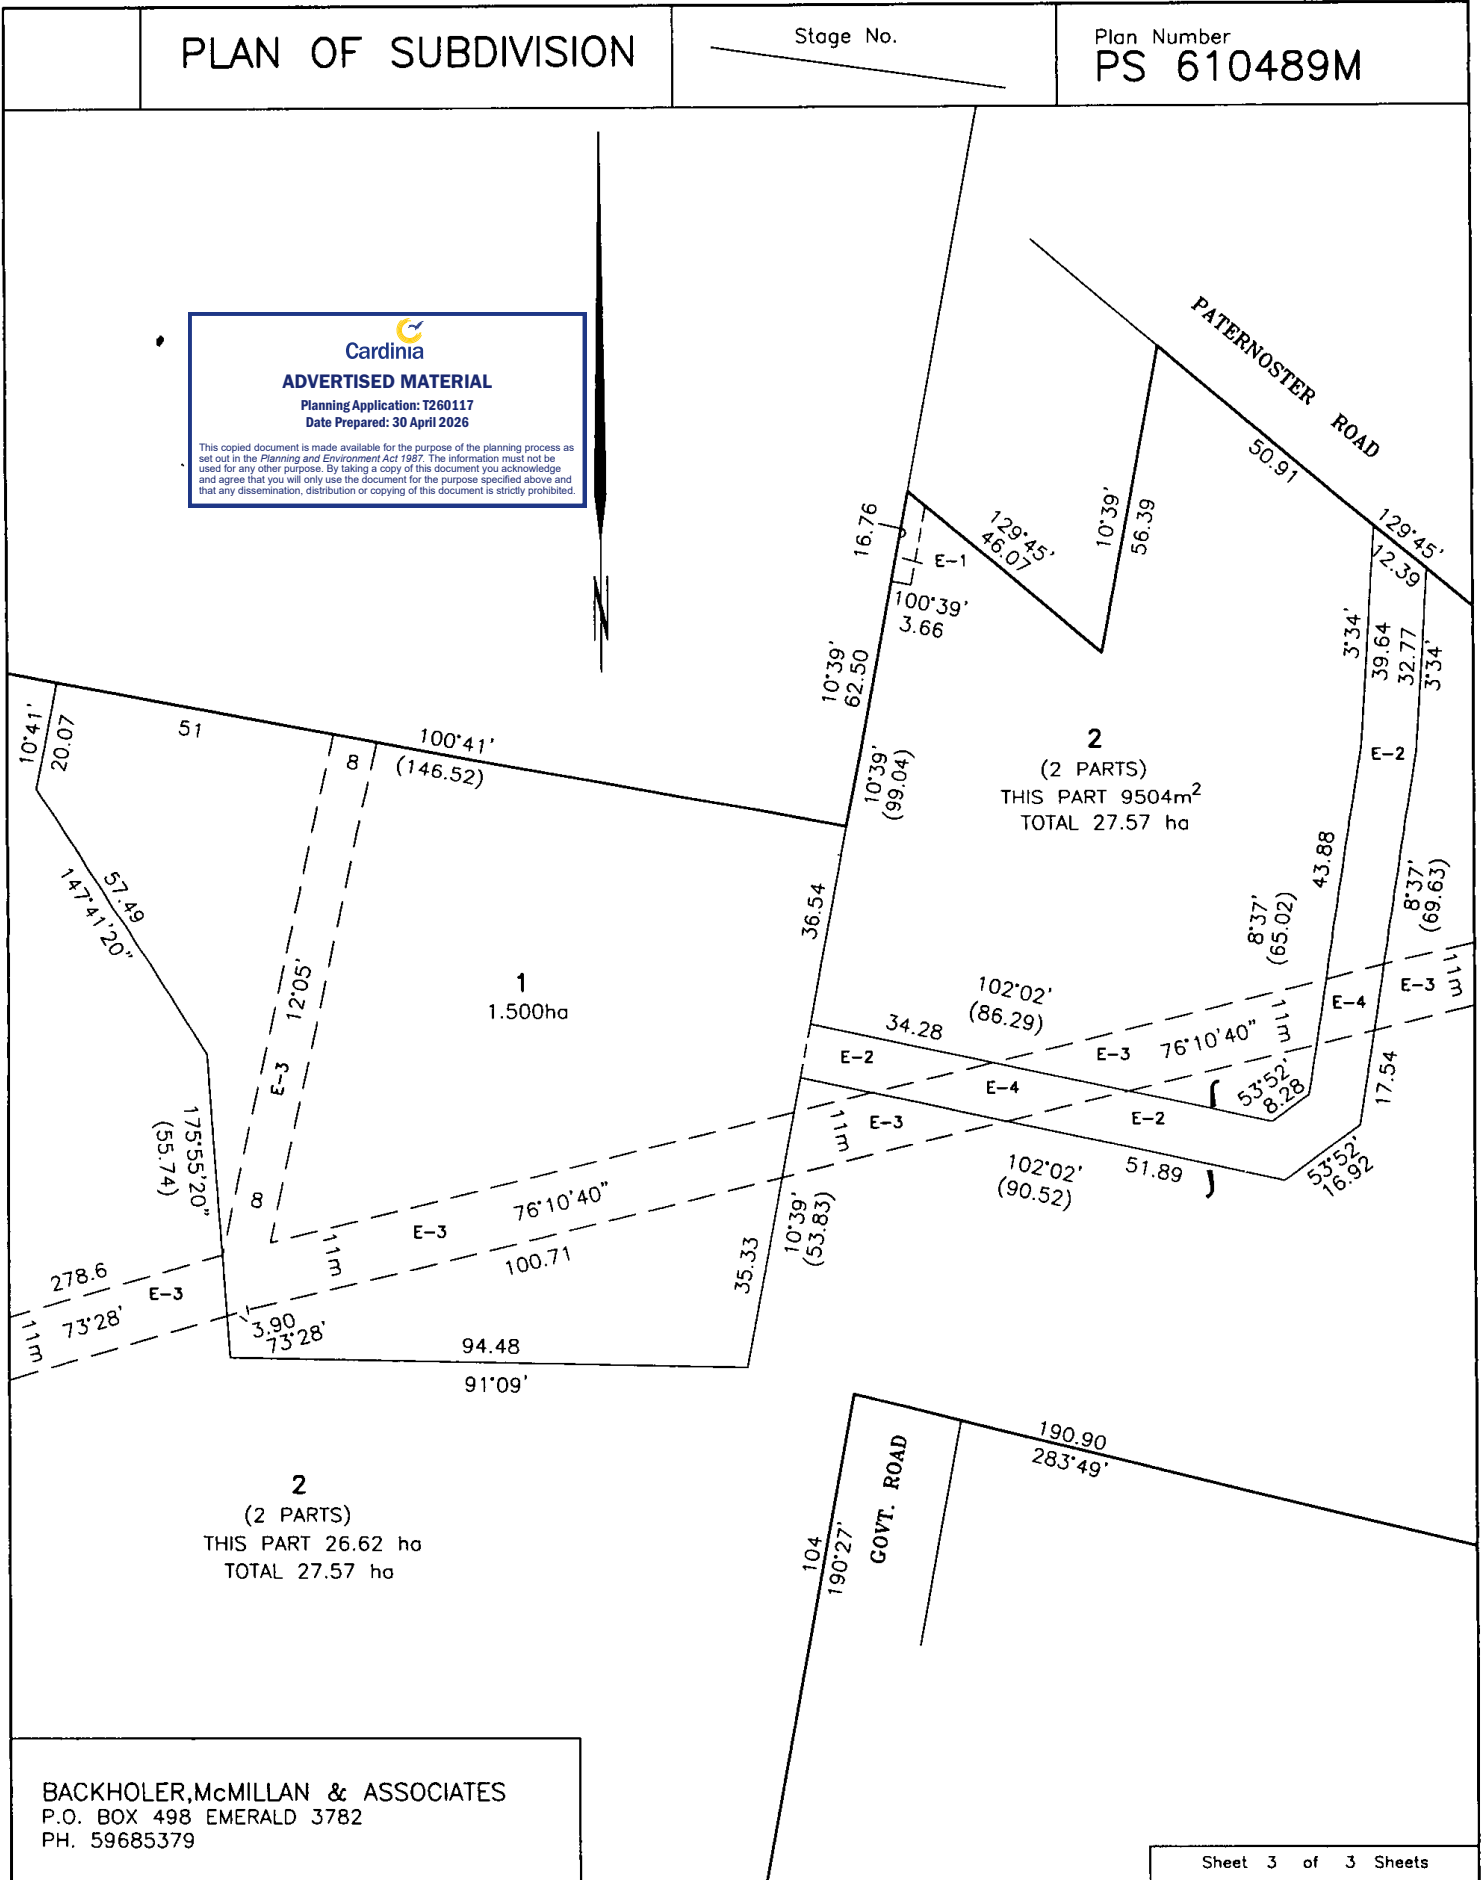 PLAN OF SUBDIVISION
Stage No.
Plan Number
PS 610489M
Cardinia
ADVERTISED MATERIAL
Planning Application: T260117
Date Prepared: 30 April 2026
This copied document is made available for the purpose of the planning process as
set out in the Planning and Environment Act 1987. The information must not be
used for any other purpose. By taking a copy of this document you acknowledge
and agree that you will only use the document for the purpose specified above and
that any dissemination, distribution or copying of this document is strictly prohibited.
N
PATERNOSTER ROAD
50.91
129°45'
12.39
10°39'
56.39
129°45'
46.07
16.76
E-1
100°39'
3.66
10°39'
62.50
3°34'
39.64
32.77
3°34'
E-2
10°41'
20.07
51
8
100°41'
(146.52)
10°39'
(99.04)
2
(2 PARTS)
THIS PART 9504m²
TOTAL 27.57 ha
57.49
147°41'20"
43.88
8°37'
(65.02)
8°37'
(69.63)
36.54
12°05'
E-3
1
1.500ha
102°02'
(86.29)
34.28
E-2
E-4
E-3
76°10'40"
11m
E-4
E-3
11m
53°52'
8.28
17.54
E-3
11m
E-2
102°02'
(90.52)
51.89
53°52'
16.92
175°55'20"
(55.74)
8
E-3
76°10'40"
11m
100.71
10°39'
(53.83)
35.33
278.6
E-3
73°28'
11m
3.90
73°28'
94.48
91°09'
190.90
283°49'
GOVT. ROAD
104
190°27'
2
(2 PARTS)
THIS PART 26.62 ha
TOTAL 27.57 ha
BACKHOLER,McMILLAN & ASSOCIATES
P.O. BOX 498 EMERALD 3782
PH. 59685379
Sheet 3 of 3 Sheets